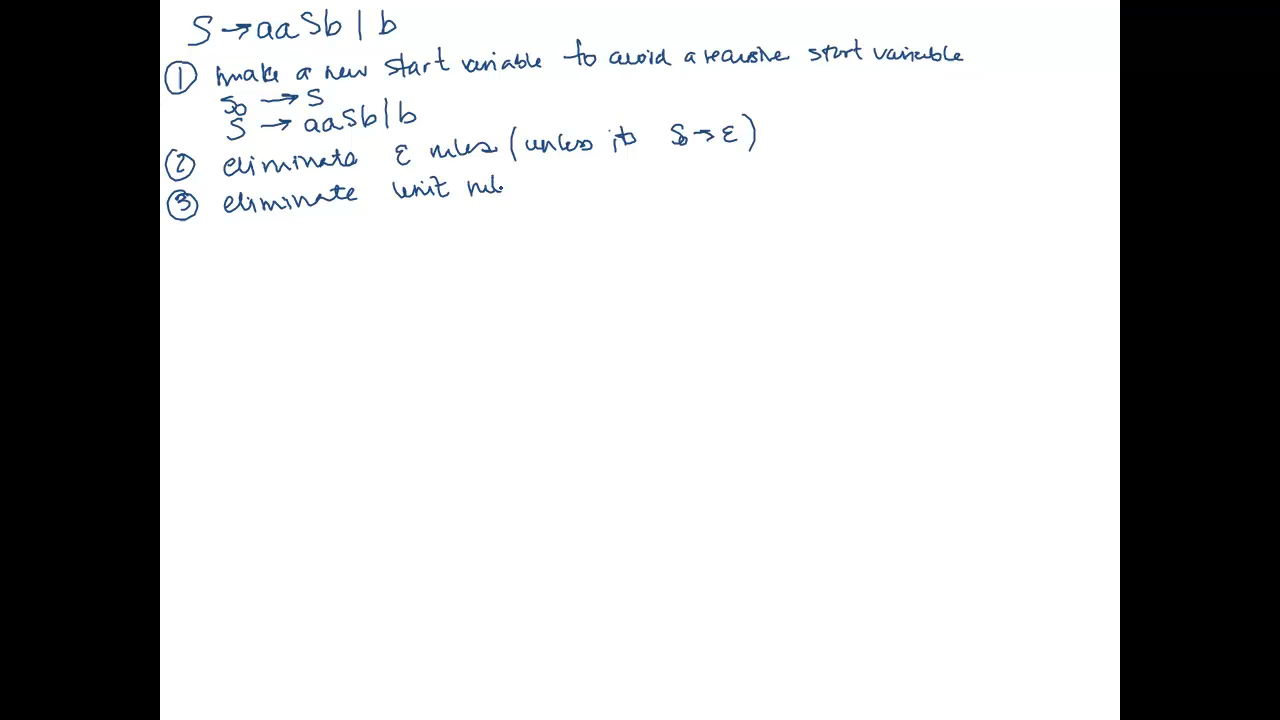 S → aaSb | b
① make a new start variable to avoid a recursive start variable
S₀ → S
S → aaSb | b
② eliminate ε rules (unless its S₀ → ε)
③ eliminate unit rule